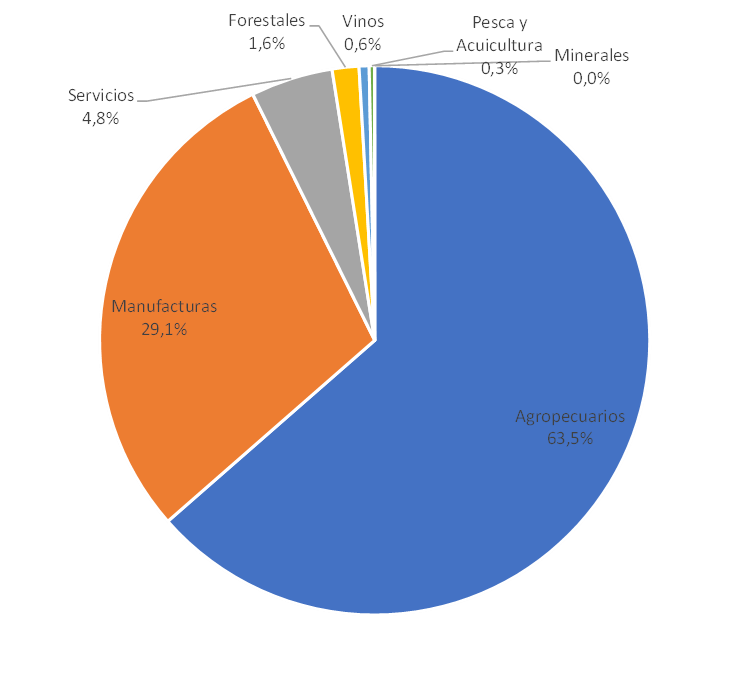 Forestales
1,6%
Vinos
0,6%
Pesca y
Acuicultura
0,3%
Minerales
0,0%
Servicios
4,8%
Manufacturas
29,1%
Agropecuarios
63,5%